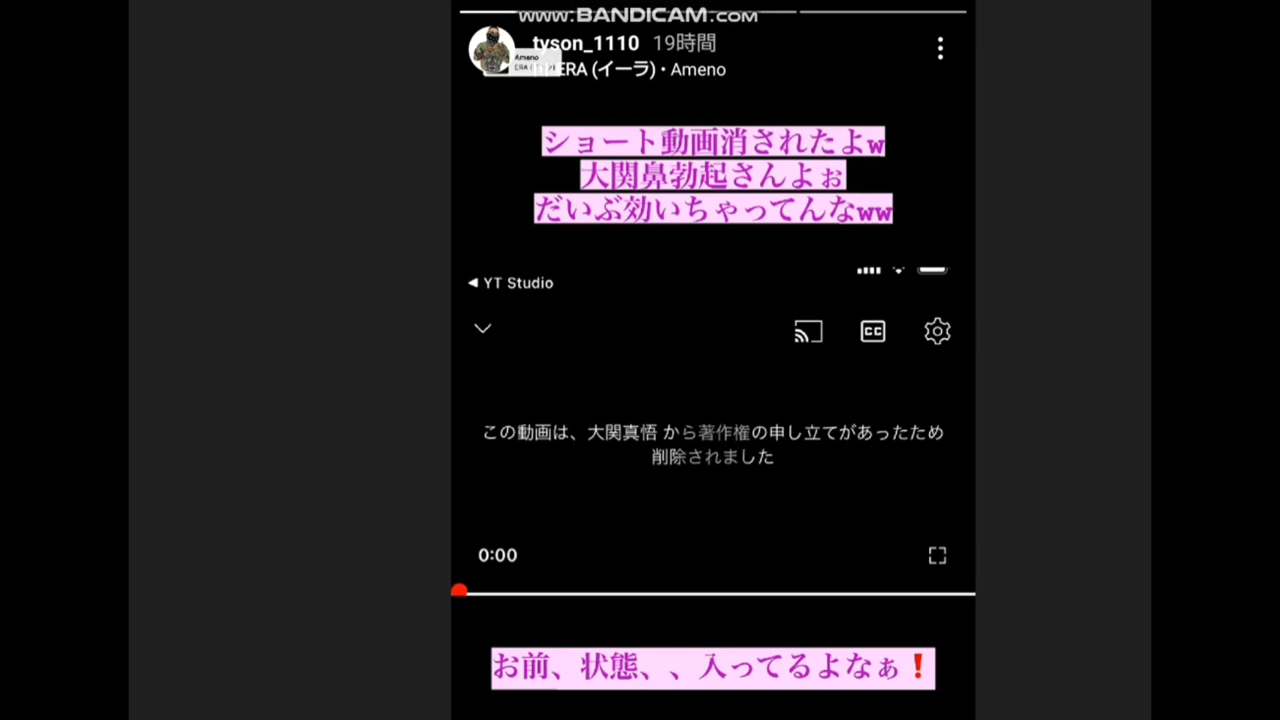 www.BANDICAM.com
tyson_1110 19時間
Ameno
ERA (イーラ)・Ameno
ショート動画消されたよw
大関鼻勃起さんよぉ
だいぶ効いちゃってんなww
◀ YT Studio
CC
この動画は、大関真悟 から著作権の申し立てがあったため
削除されました
0:00
お前、状態、、入ってるよなぁ❗